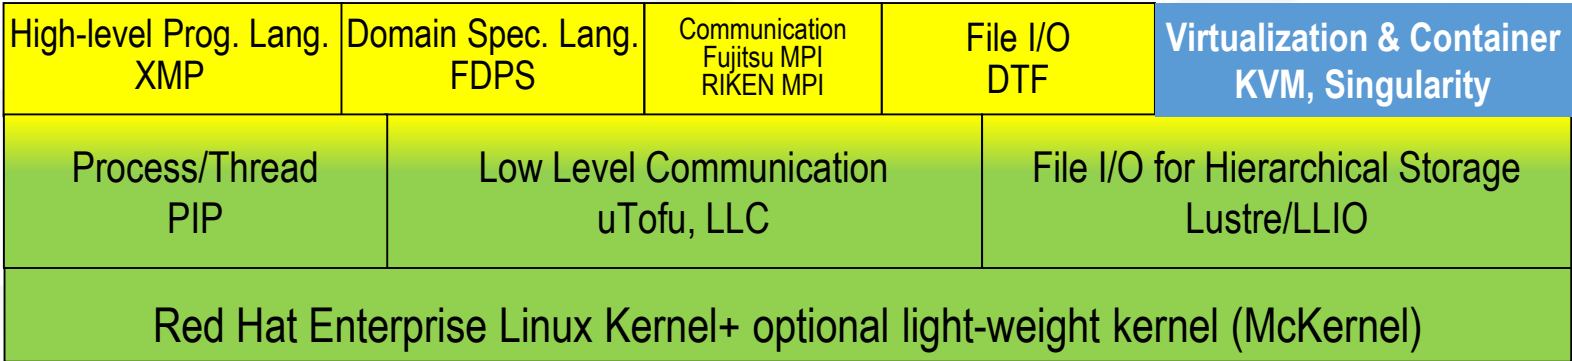 High-level Prog. Lang.
XMP
Domain Spec. Lang.
FDPS
Communication
Fujitsu MPI
RIKEN MPI
File I/O
DTF
Virtualization & Container
KVM, Singularity
Process/Thread
PIP
Low Level Communication
uTofu, LLC
File I/O for Hierarchical Storage
Lustre/LLIO
Red Hat Enterprise Linux Kernel+ optional light-weight kernel (McKernel)